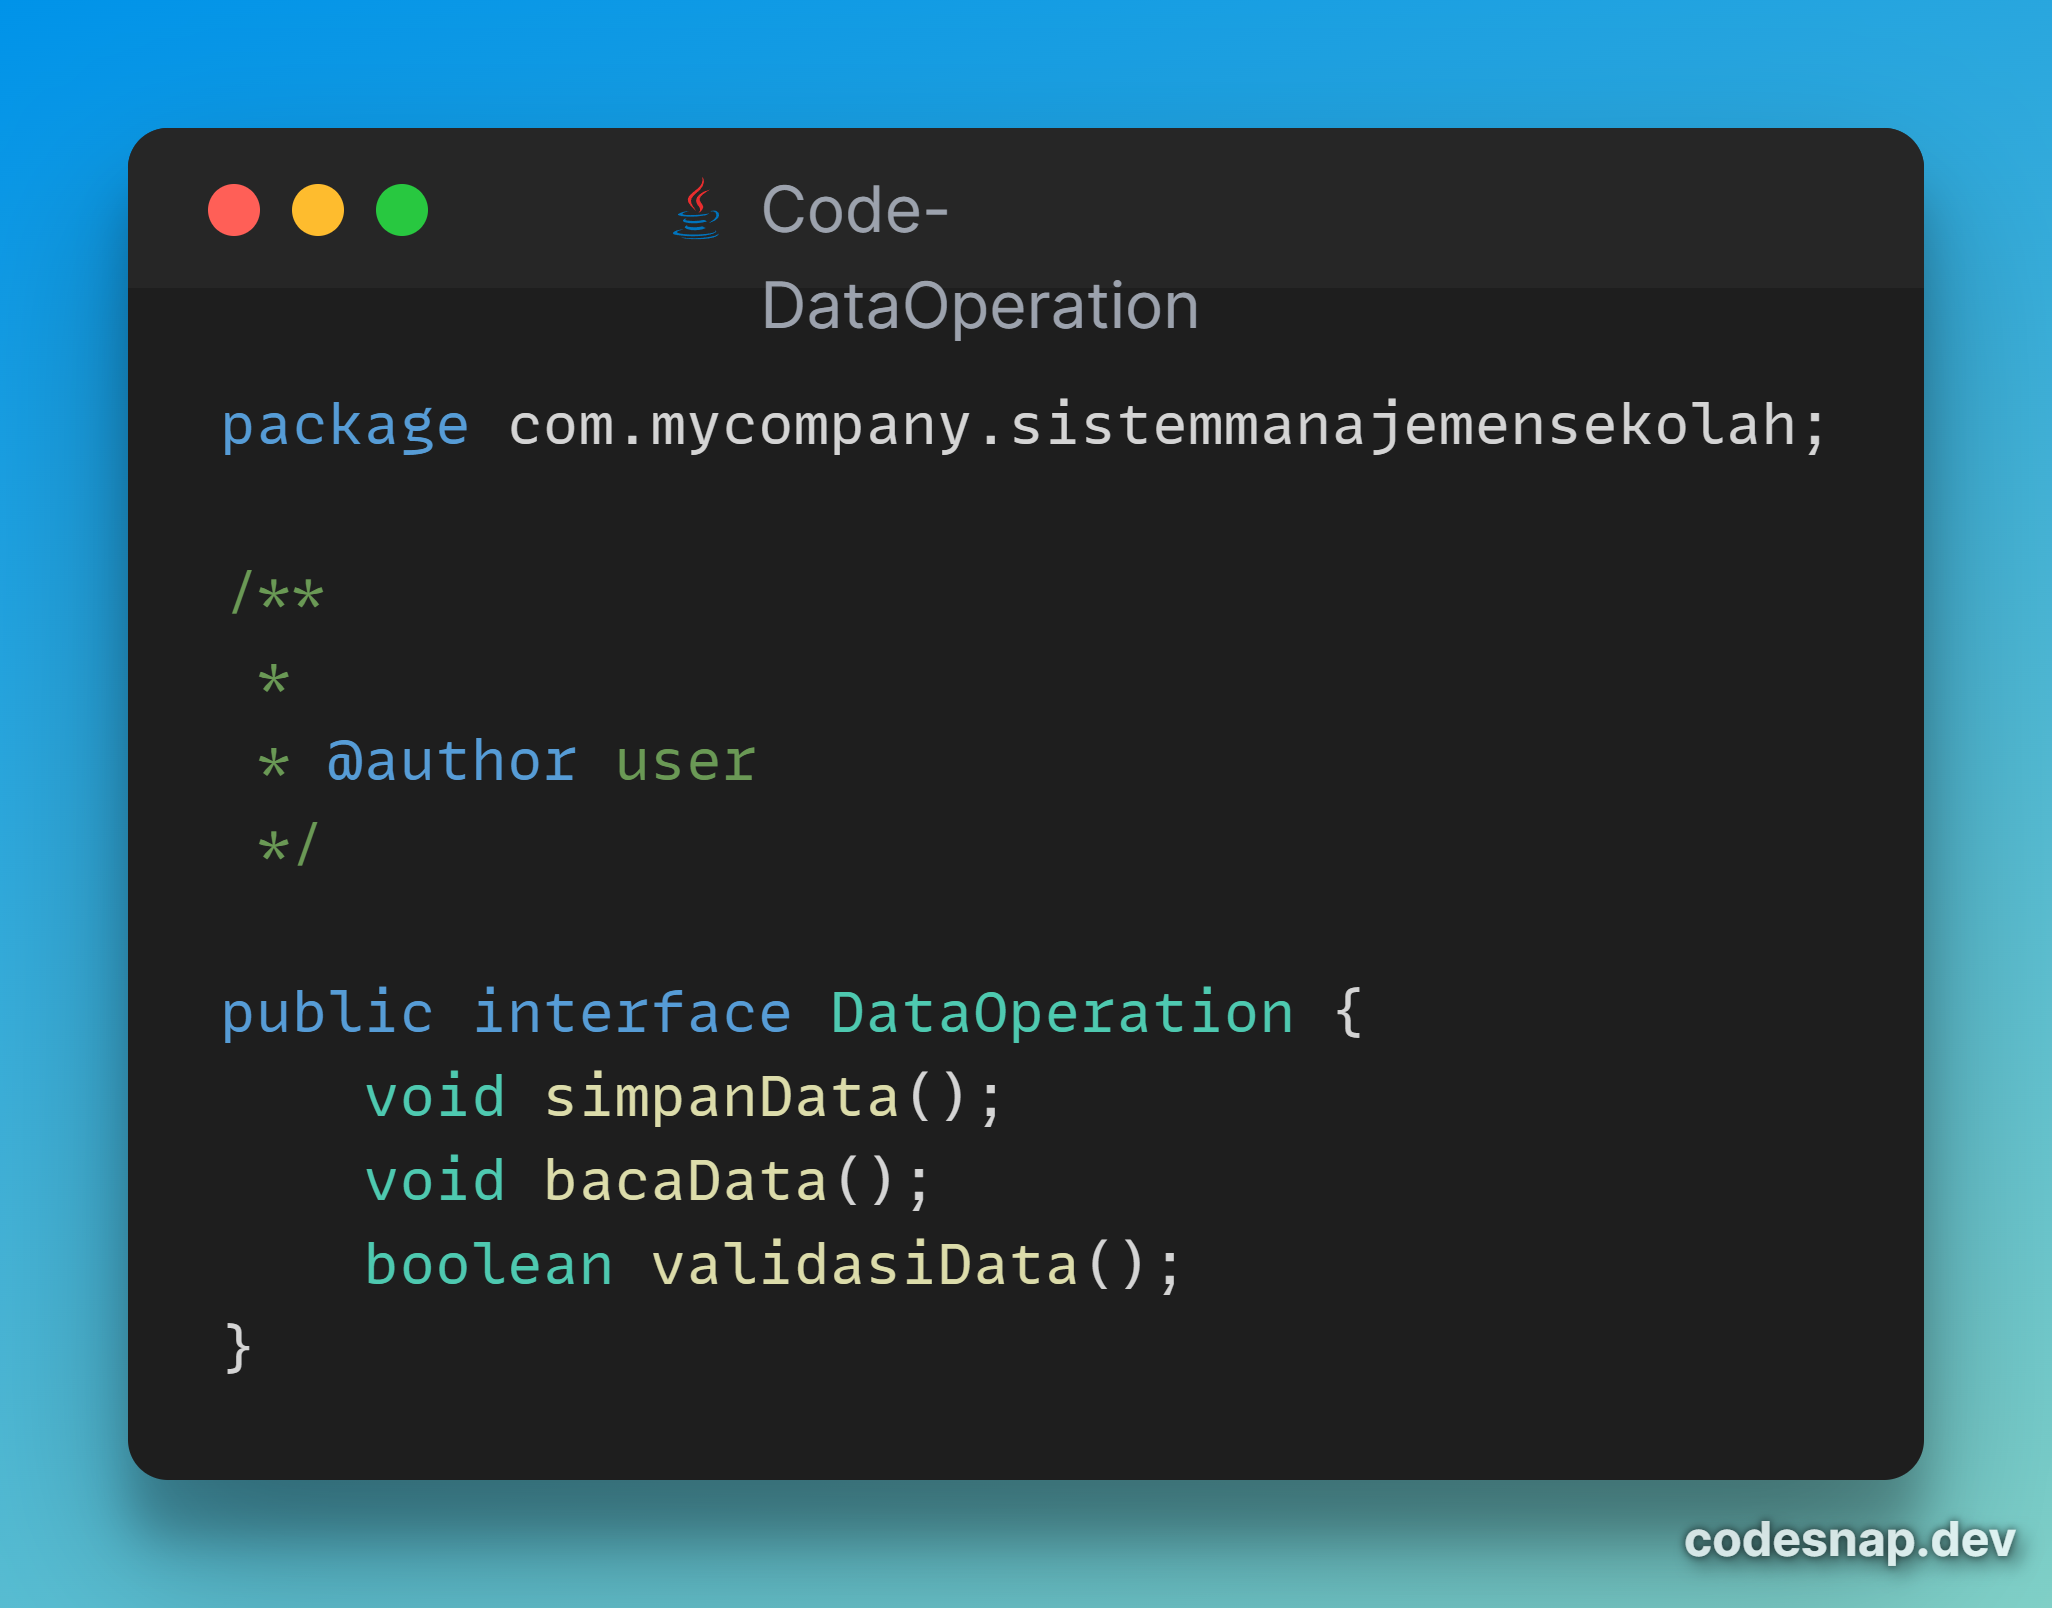 Code-
DataOperation
package com.mycompany.sistemmanajemensekolah;
/**
 *
 * @author user
 */
public interface DataOperation {
    void simpanData();
    void bacaData();
    boolean validasiData();
}
codesnap.dev